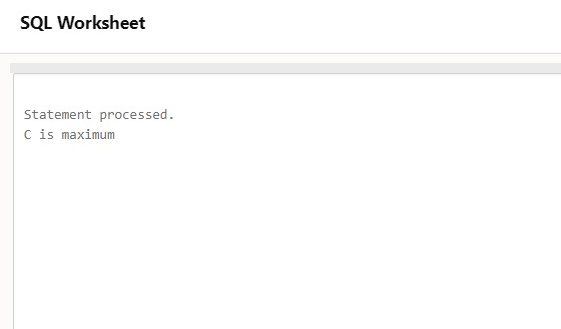 SQL Worksheet
Statement processed.
C is maximum